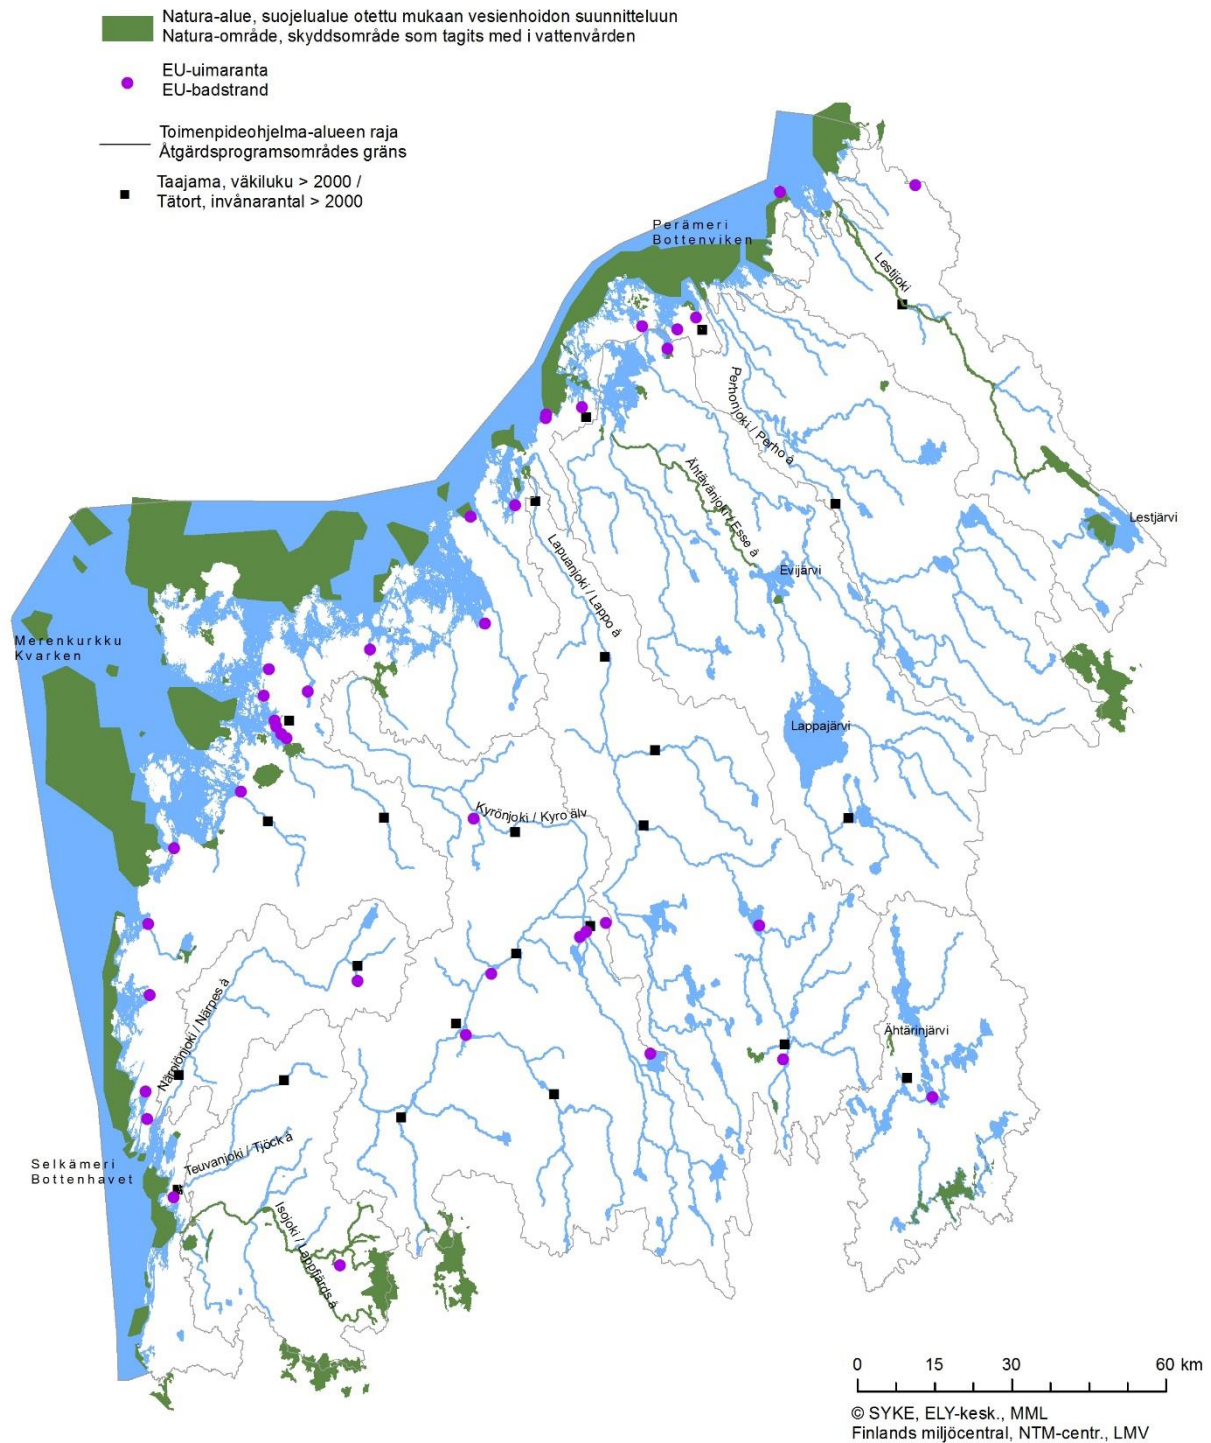 Natura-alue, suojelualue otettu mukaan vesienhoidon suunnitteluun
Natura-område, skyddsområde som tagits med i vattenvården
EU-uimaranta
EU-badstrand
Toimenpideohjelma-alueen raja
Åtgärdsprogramsområdes gräns
Taajama, väkiluku > 2000 /
Tätort, invånarantal > 2000
Perämeri
Bottenviken
Lestijoki
Perhonjoki / Perho å
Ähtävänjoki / Esse å
Lestjärvi
Lapuanjoki / Lappo å
Evijärvi
Merenkurkku
Kvarken
Lappajärvi
Kyrönjoki / Kyro älv
Närpiönjoki / Närpes å
Ähtärinjärvi
Teuvanjoki / Tjöck å
Selkämeri
Bottenhavet
Isojoki / Lappfjärds å
0 15 30 60 km
© SYKE, ELY-kesk., MML
Finlands miljöcentral, NTM-centr., LMV